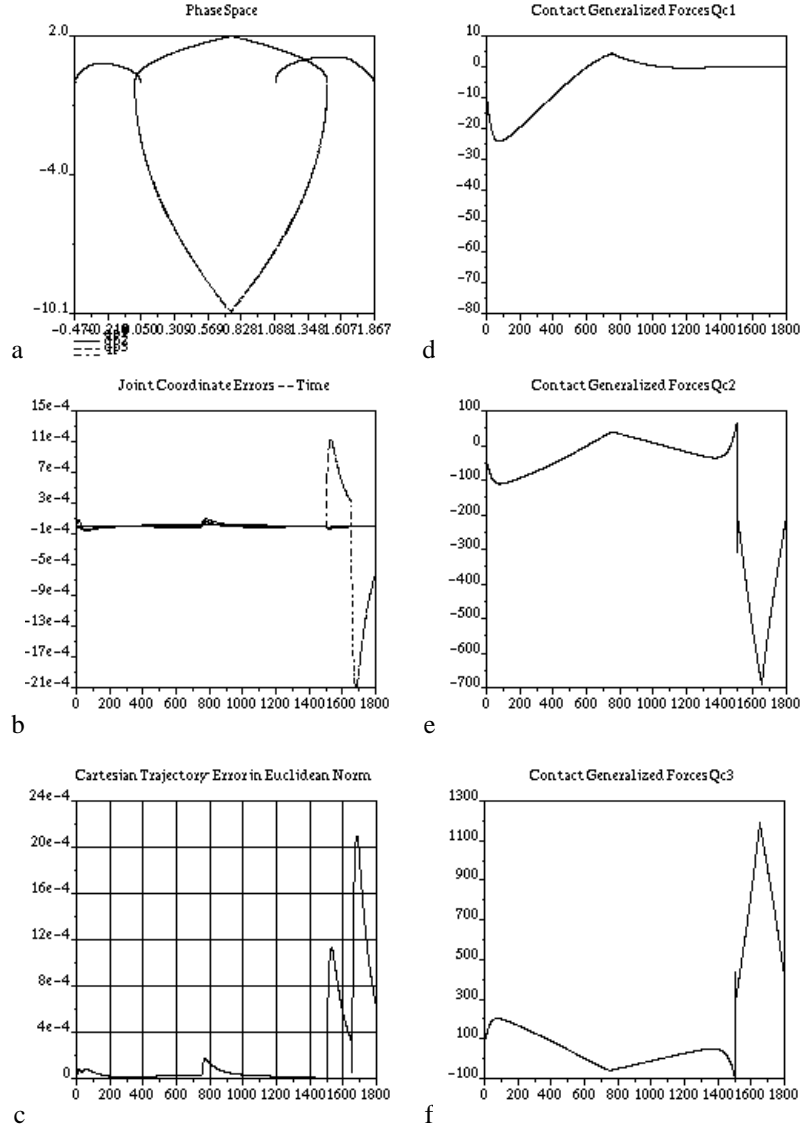 Phase Space
2.0
-4.0
-10.1
-0.470 -0.210 0.050 0.309 0.569 0.828 1.088 1.348 1.607 1.867
a
Contact Generalized Forces Qc1
10
0
-10
-20
-30
-40
-50
-60
-70
-80
0 200 400 600 800 1000 1200 1400 1600 1800
d
Joint Coordinate Errors -- Time
15e-4
11e-4
7e-4
3e-4
-1e-4
-5e-4
-9e-4
-13e-4
-17e-4
-21e-4
0 200 400 600 800 1000 1200 1400 1600 1800
b
Contact Generalized Forces Qc2
100
0
-100
-200
-300
-400
-500
-600
-700
0 200 400 600 800 1000 1200 1400 1600 1800
e
Cartesian Trajectory Error in Euclidean Norm
24e-4
20e-4
16e-4
12e-4
8e-4
4e-4
0
0 200 400 600 800 1000 1200 1400 1600 1800
c
Contact Generalized Forces Qc3
1300
1100
900
700
500
300
100
-100
0 200 400 600 800 1000 1200 1400 1600 1800
f